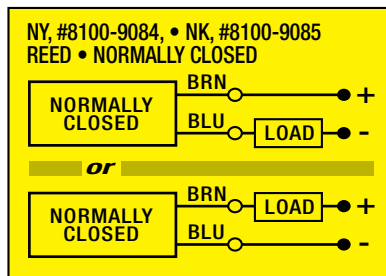 NY, #8100-9084, • NK, #8100-9085
REED • NORMALLY CLOSED
BRN
+
NORMALLY
CLOSED
BLU
LOAD
-
or
BRN
LOAD
+
NORMALLY
CLOSED
BLU
-